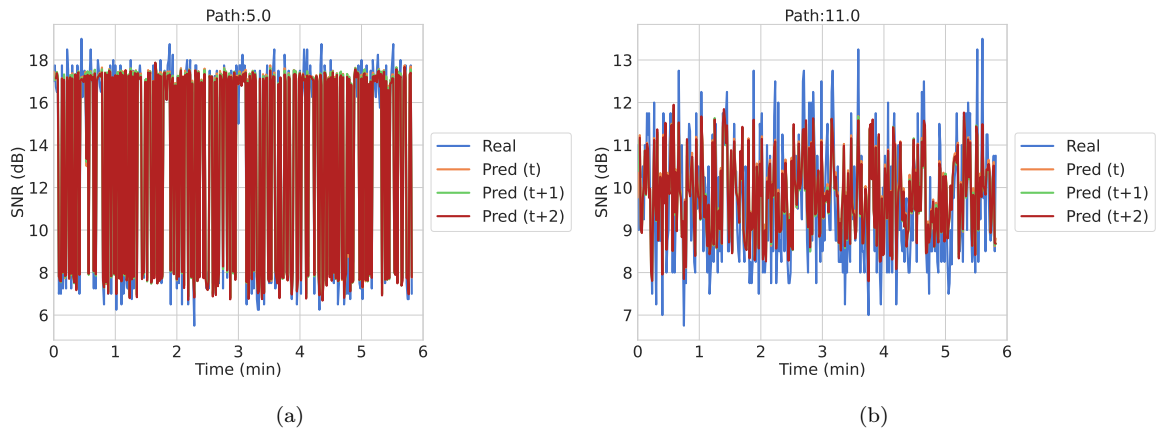 Path:5.0
18
16
14
12
10
8
6
SNR (dB)
0 1 2 3 4 5 6
Time (min)
Real
Pred (t)
Pred (t+1)
Pred (t+2)
(a)
Path:11.0
13
12
11
10
9
8
7
SNR (dB)
0 1 2 3 4 5 6
Time (min)
Real
Pred (t)
Pred (t+1)
Pred (t+2)
(b)